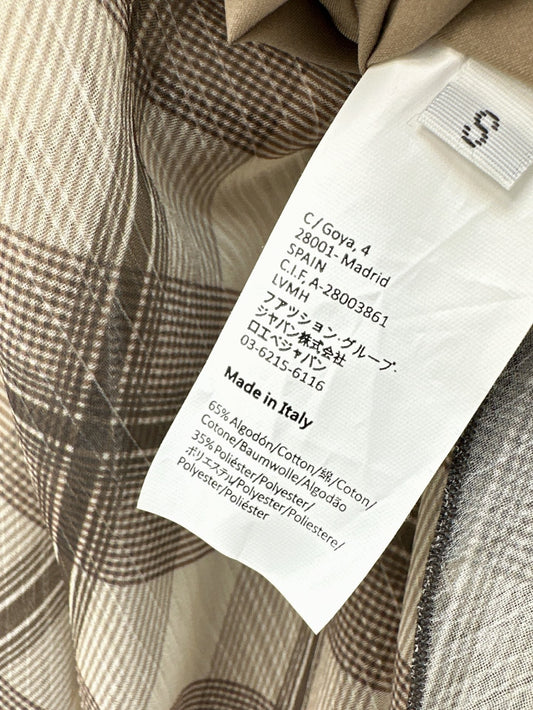 S
C/Goya, 4
28001- Madrid
SPAIN
C.I.F. A-28003861
LVMH
ファッション.グループ-
ジャパン株式会社
ロエベジャパン
03-6215-6116
Made in Italy
65% Algodón/Cotton/綿/Coton/
Cotone/Baumwolle/Algodão
35% Poliéster/Polyester/
ポリエステル/Polyester/Poliestere/
Polyester/Poliéster